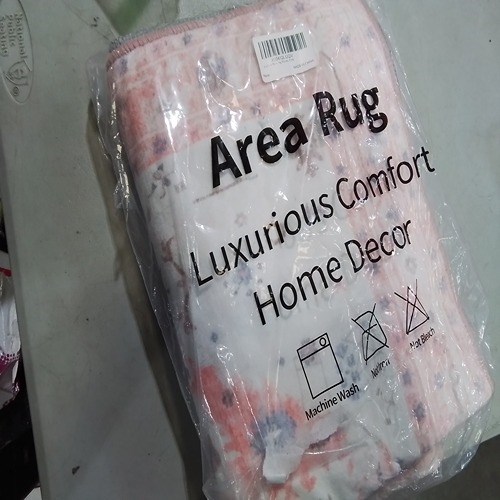 Area Rug
Luxurious Comfort
Home Decor
Machine Wash
Not Bleach